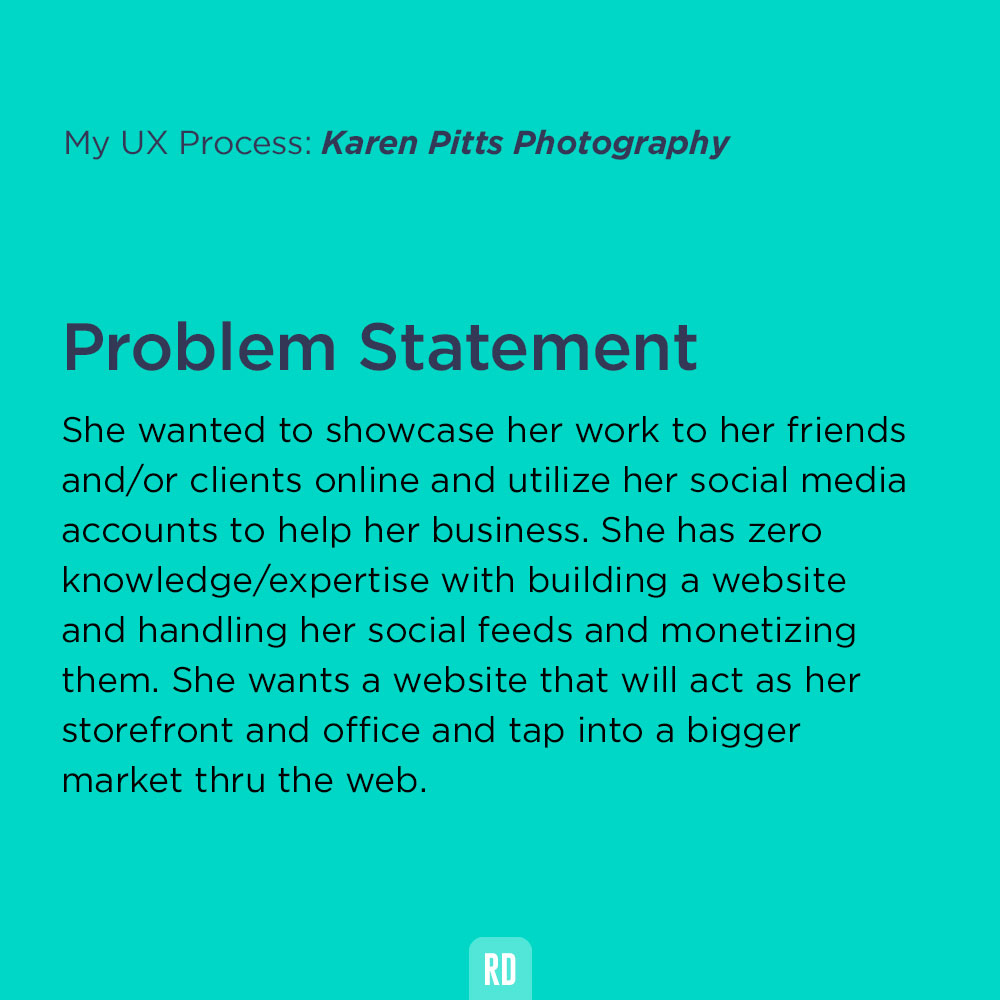 My UX Process: Karen Pitts Photography
Problem Statement
She wanted to showcase her work to her friends
and/or clients online and utilize her social media
accounts to help her business. She has zero
knowledge/expertise with building a website
and handling her social feeds and monetizing
them. She wants a website that will act as her
storefront and office and tap into a bigger
market thru the web.
RD